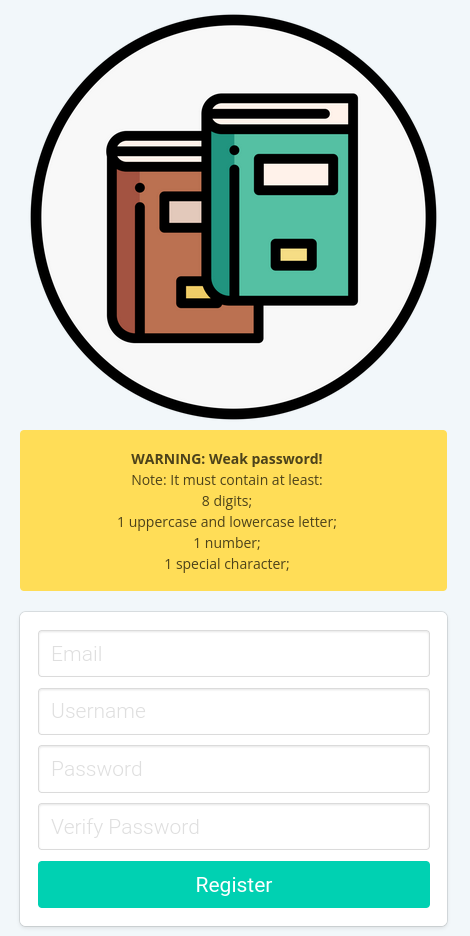 WARNING: Weak password!
Note: It must contain at least:
8 digits;
1 uppercase and lowercase letter;
1 number;
1 special character;
Email
Username
Password
Verify Password
Register